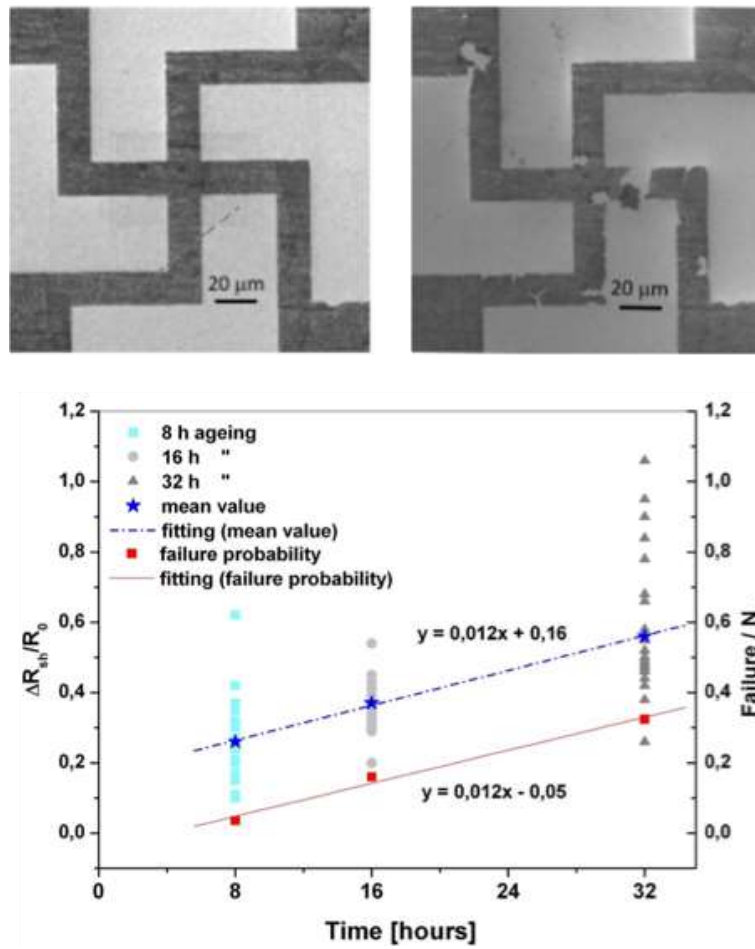 20 μm
20 μm
1,2
1,0
0,8
0,6
0,4
0,2
0,0
ΔR_sh/R_0
8 h ageing
16 h "
32 h "
mean value
fitting (mean value)
failure probability
fitting (failure probability)
y = 0,012x + 0,16
y = 0,012x - 0,05
1,2
1,0
0,8
0,6
0,4
0,2
0,0
Failure / N
0 8 16 24 32
Time [hours]